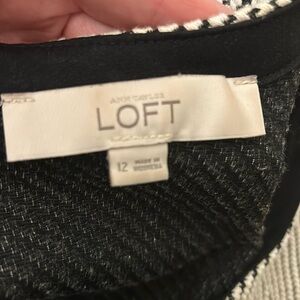 ANN TAYLOR
LOFT
12 MADE IN
INDONESIA